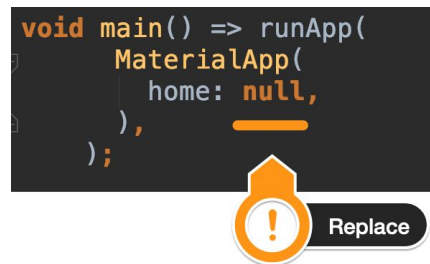 void main() => runApp(
MaterialApp(
home: null,
),
);
!
Replace